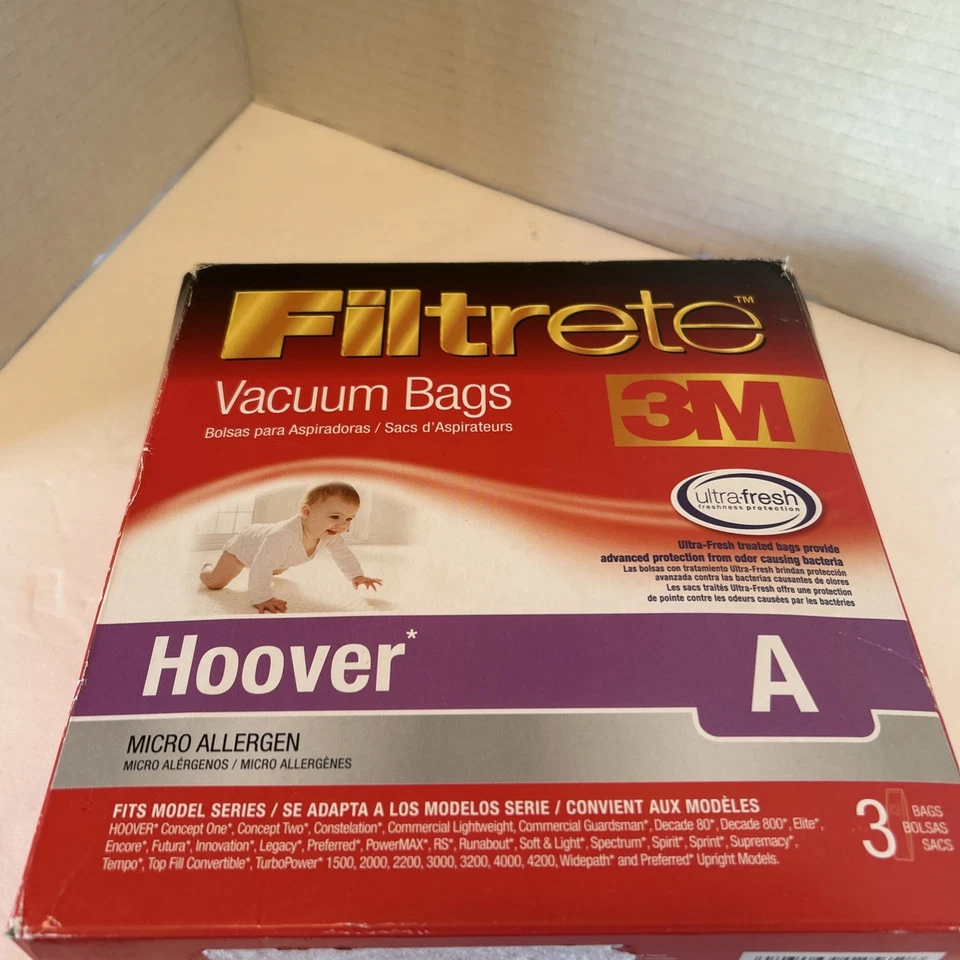 Filtrete™
Vacuum Bags
Bolsas para Aspiradoras / Sacs d'Aspirateurs
3M
ultra-fresh
freshness protection
Ultra-Fresh treated bags provide
advanced protection from odor causing bacteria
Las bolsas con tratamiento Ultra-Fresh brindan protección
avanzada contra las bacterias causantes de olores
Les sacs traités Ultra-Fresh offre une protection
de pointe contre les odeurs causées par les bactéries
Hoover*
A
MICRO ALLERGEN
MICRO ALÉRGENOS / MICRO ALLERGÈNES
FITS MODEL SERIES / SE ADAPTA A LOS MODELOS SERIE / CONVIENT AUX MODÈLES
HOOVER* Concept One*, Concept Two*, Constelation*, Commercial Lightweight, Commercial Guardsman*, Decade 80*, Decade 800*, Elite*,
Encore*, Futura*, Innovation*, Legacy*, Preferred*, PowerMAX*, RS*, Runabout*, Soft & Light*, Spectrum*, Spirit*, Sprint*, Supremacy*,
Tempo*, Top Fill Convertible*, TurboPower* 1500, 2000, 2200, 3000, 3200, 4000, 4200, Widepath* and Preferred* Upright Models.
3
BAGS
BOLSAS
SACS